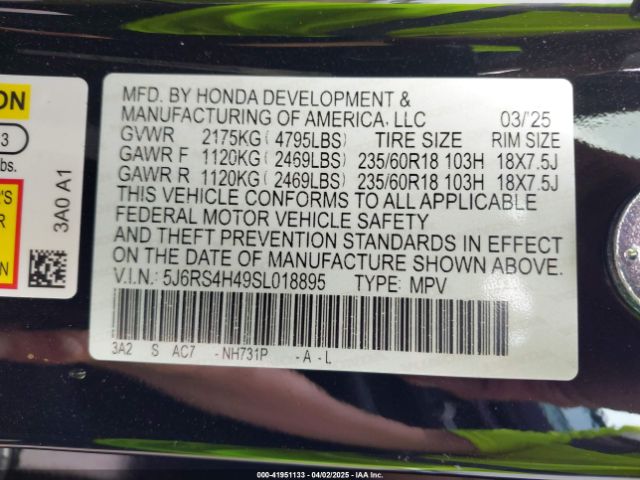 ON
3
lbs.
R'S
R
R
3A0 A1
MFD. BY HONDA DEVELOPMENT &
MANUFACTURING OF AMERICA, LLC 03/'25
GVWR 2175KG(4795LBS) TIRE SIZE RIM SIZE
GAWR F 1120KG(2469LBS) 235/60R18 103H 18X7.5J
GAWR R 1120KG(2469LBS) 235/60R18 103H 18X7.5J
THIS VEHICLE CONFORMS TO ALL APPLICABLE
FEDERAL MOTOR VEHICLE SAFETY
AND THEFT PREVENTION STANDARDS IN EFFECT
ON THE DATE OF MANUFACTURE SHOWN ABOVE.
V.I.N.: 5J6RS4H49SL018895 TYPE: MPV
3A2 S AC7 - NH731P - A - L
000-41951133 - 04/02/2025 - IAA Inc.